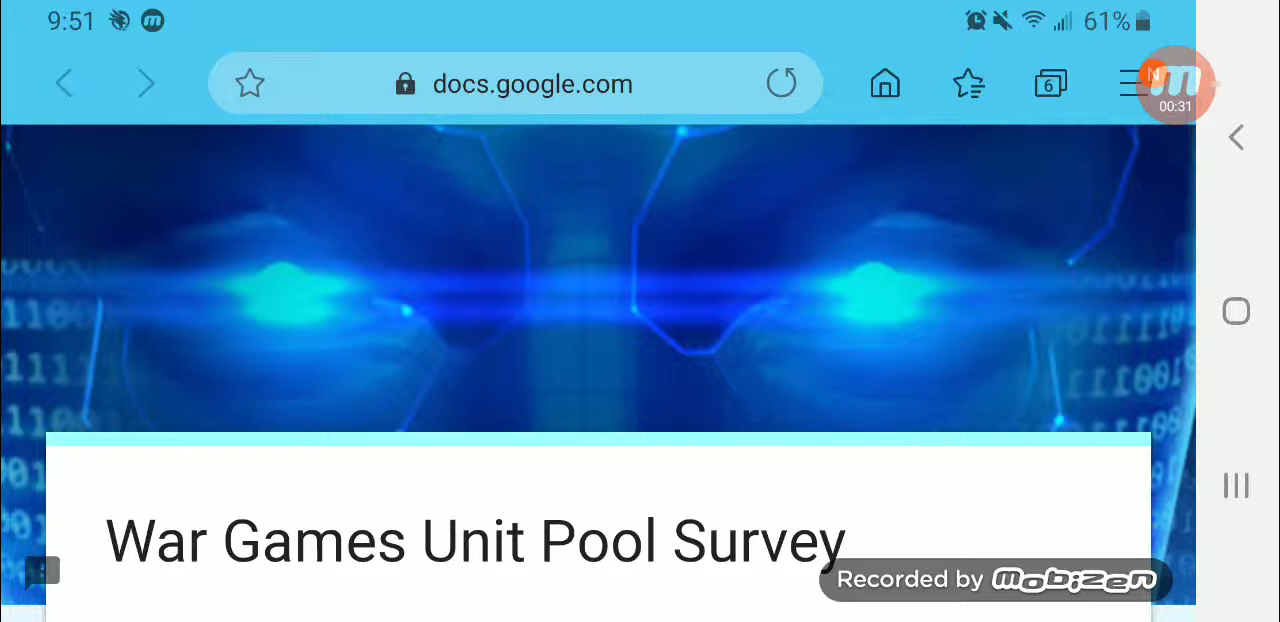 9:51
61%
docs.google.com
6
N
00:31
War Games Unit Pool Survey
Recorded by mobizen